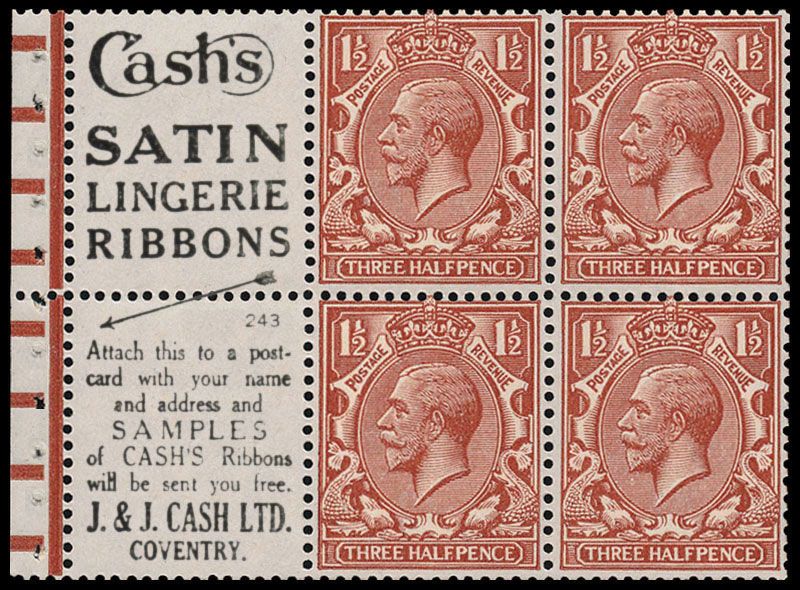 Cash's
SATIN
LINGERIE
RIBBONS
243
Attach this to a post-
card with your name
and address and
SAMPLES
of CASH'S Ribbons
will be sent you free.
J. & J. CASH LTD.
COVENTRY.
1½ 1½
POSTAGE REVENUE
THREE HALFPENCE
1½ 1½
POSTAGE REVENUE
THREE HALFPENCE
1½ 1½
POSTAGE REVENUE
THREE HALFPENCE
1½ 1½
POSTAGE REVENUE
THREE HALFPENCE